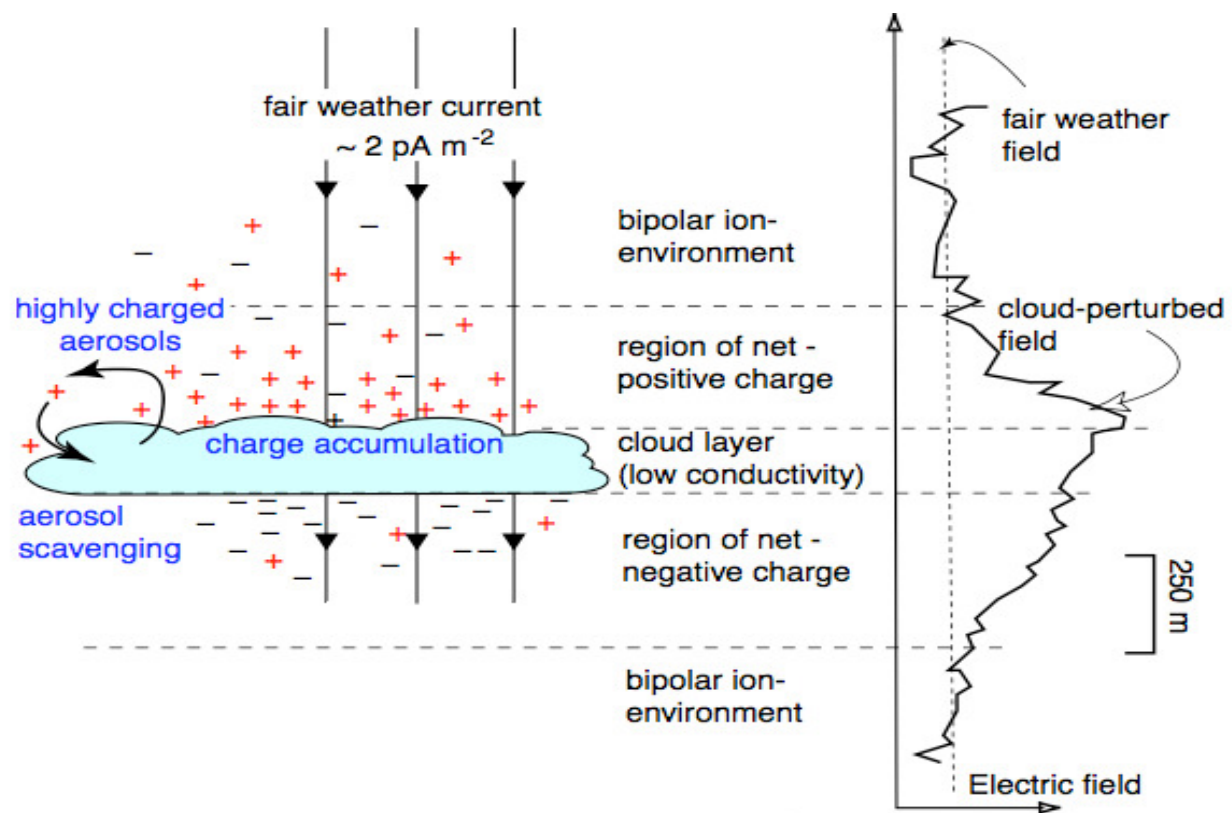 fair weather current
~ 2 pA m-2
fair weather
field
bipolar ion-
environment
highly charged
aerosols
cloud-perturbed
field
region of net -
positive charge
charge accumulation
cloud layer
(low conductivity)
aerosol
scavenging
region of net -
negative charge
250 m
bipolar ion-
environment
Electric field